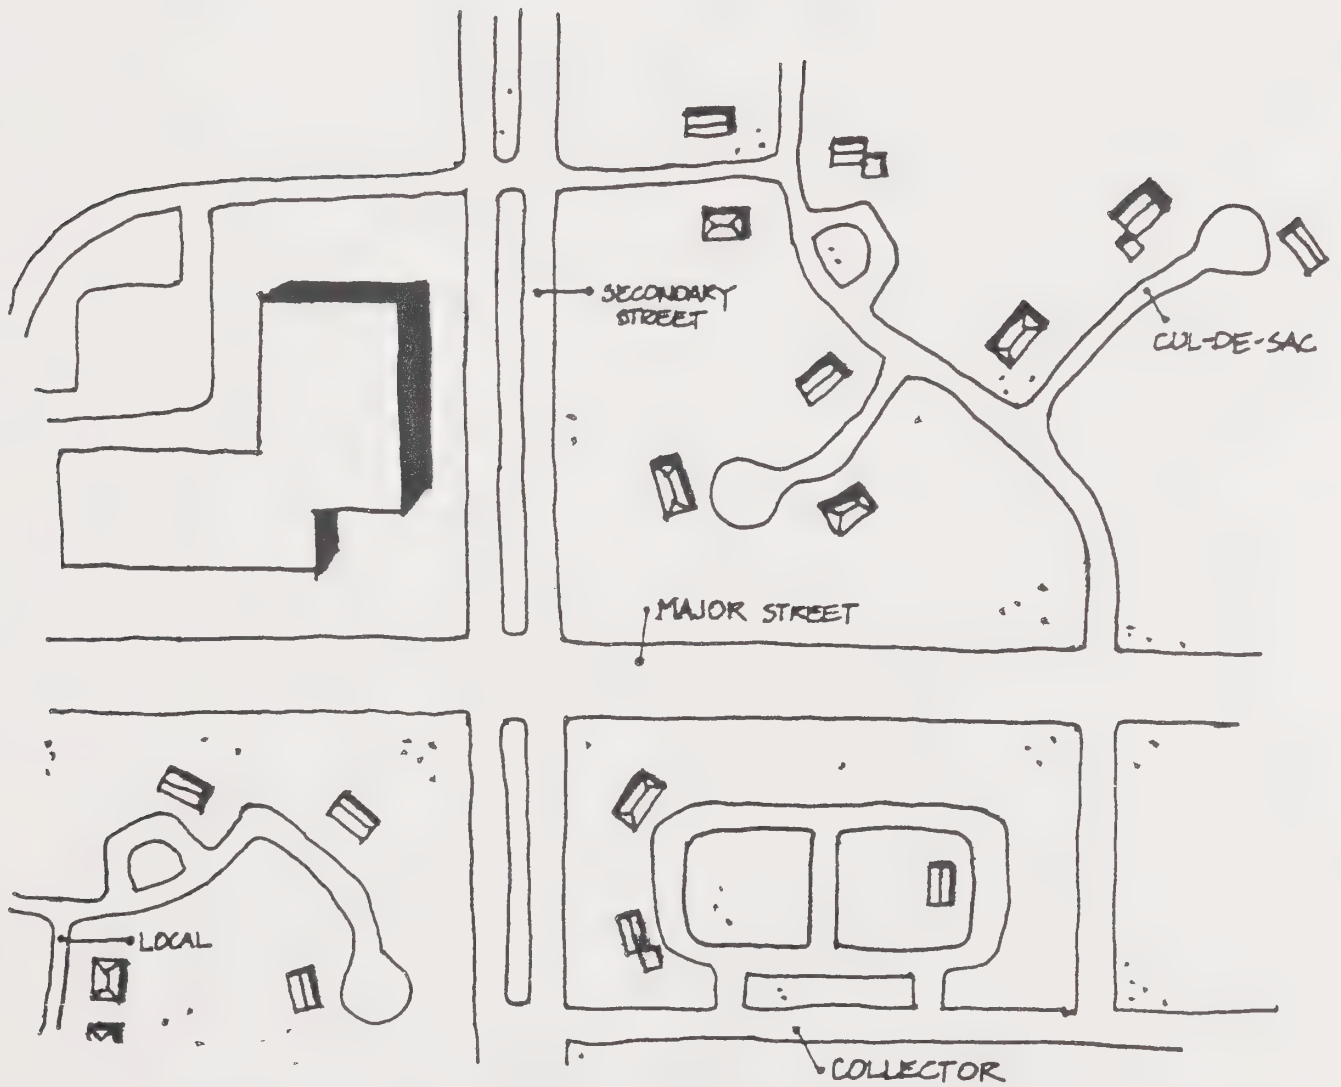 SECONDARY
STREET
CUL-DE-SAC
MAJOR STREET
LOCAL
COLLECTOR